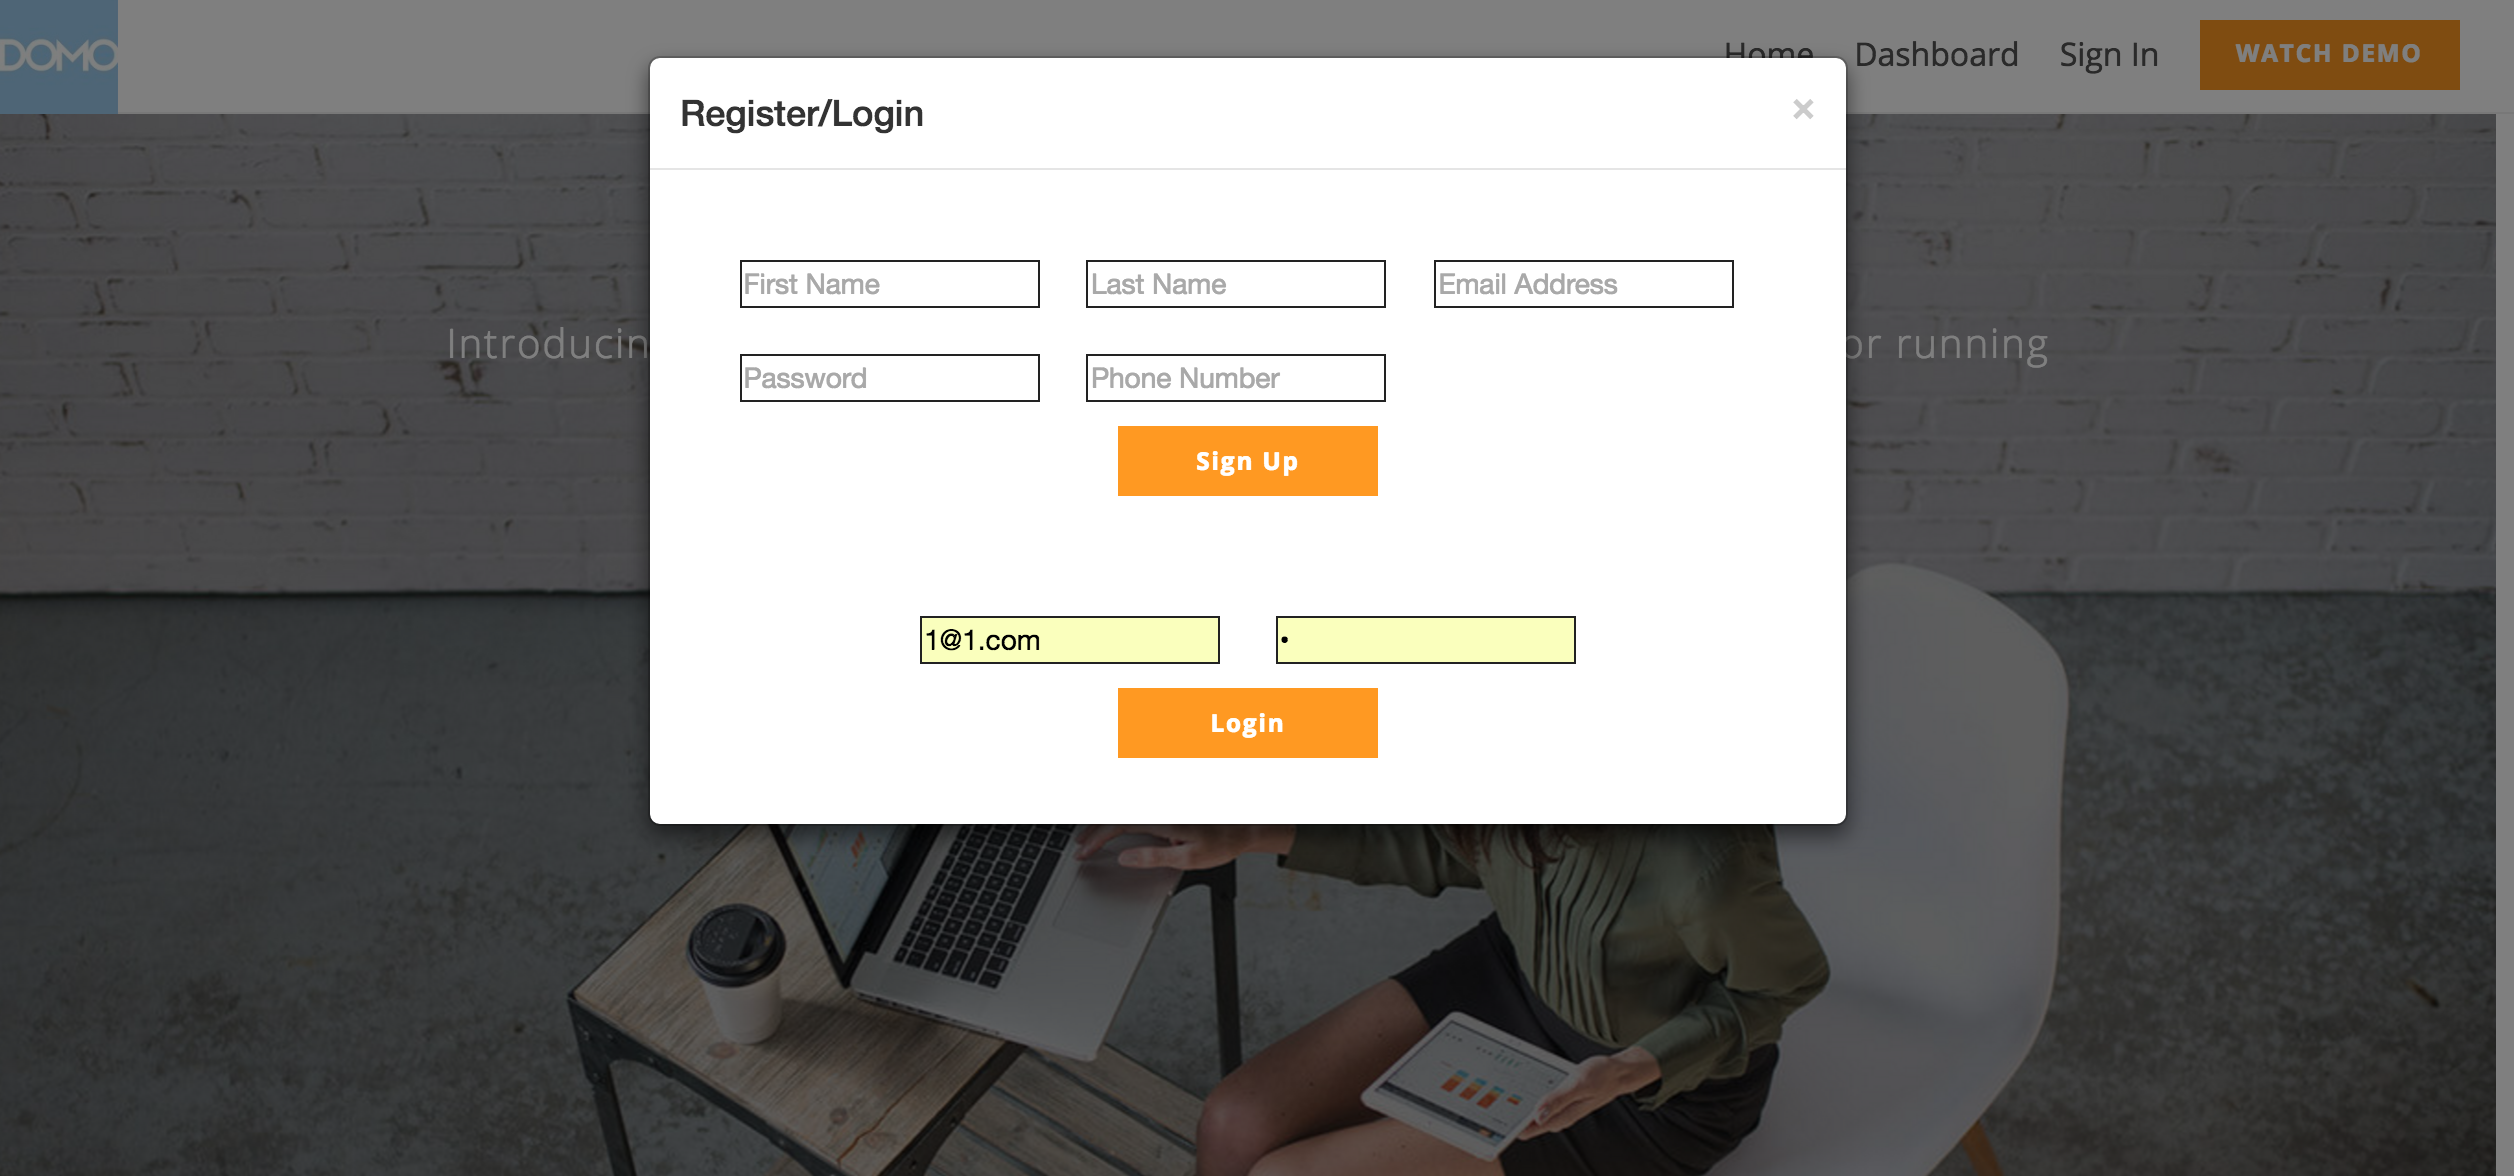 DOMO
Home Dashboard Sign In WATCH DEMO
Register/Login ×
First Name Last Name Email Address
Introducin or running
Password Phone Number
Sign Up
1@1.com •
Login